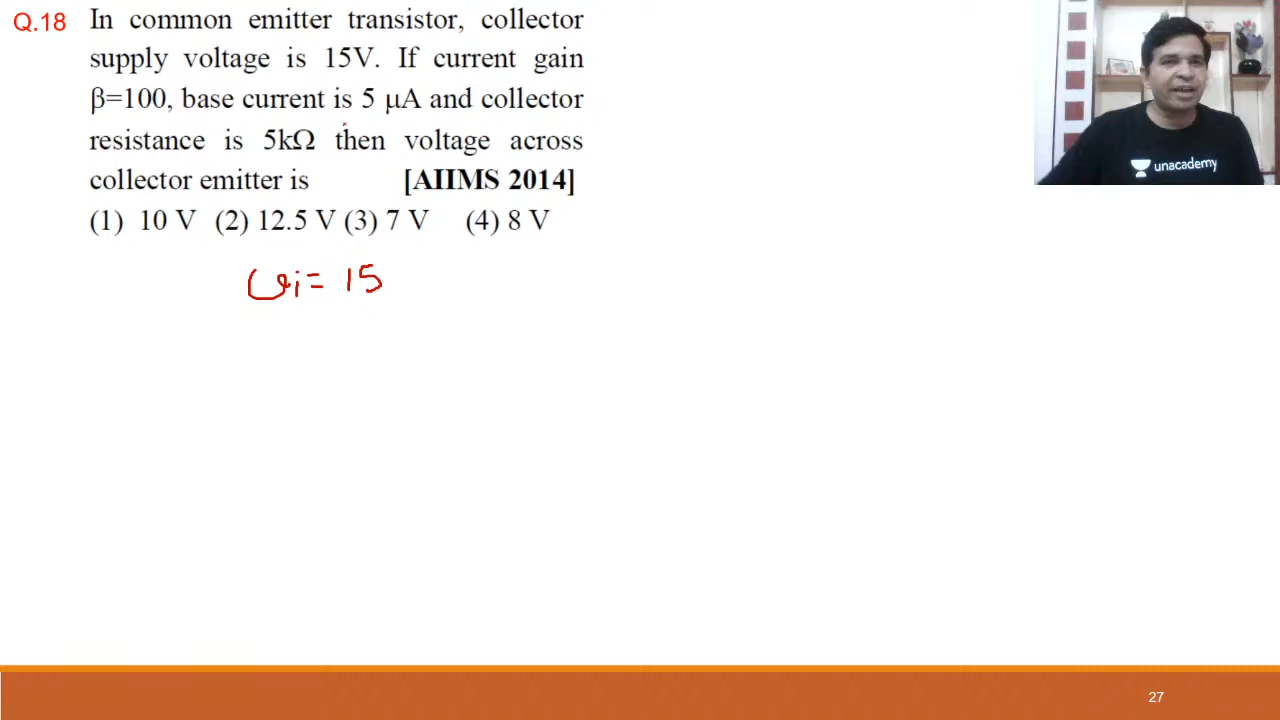 Q.18 In common emitter transistor, collector
supply voltage is 15V. If current gain
β=100, base current is 5 μA and collector
resistance is 5kΩ then voltage across
collector emitter is [AIIMS 2014]
(1) 10 V (2) 12.5 V (3) 7 V (4) 8 V
vi = 15
unacademy
27